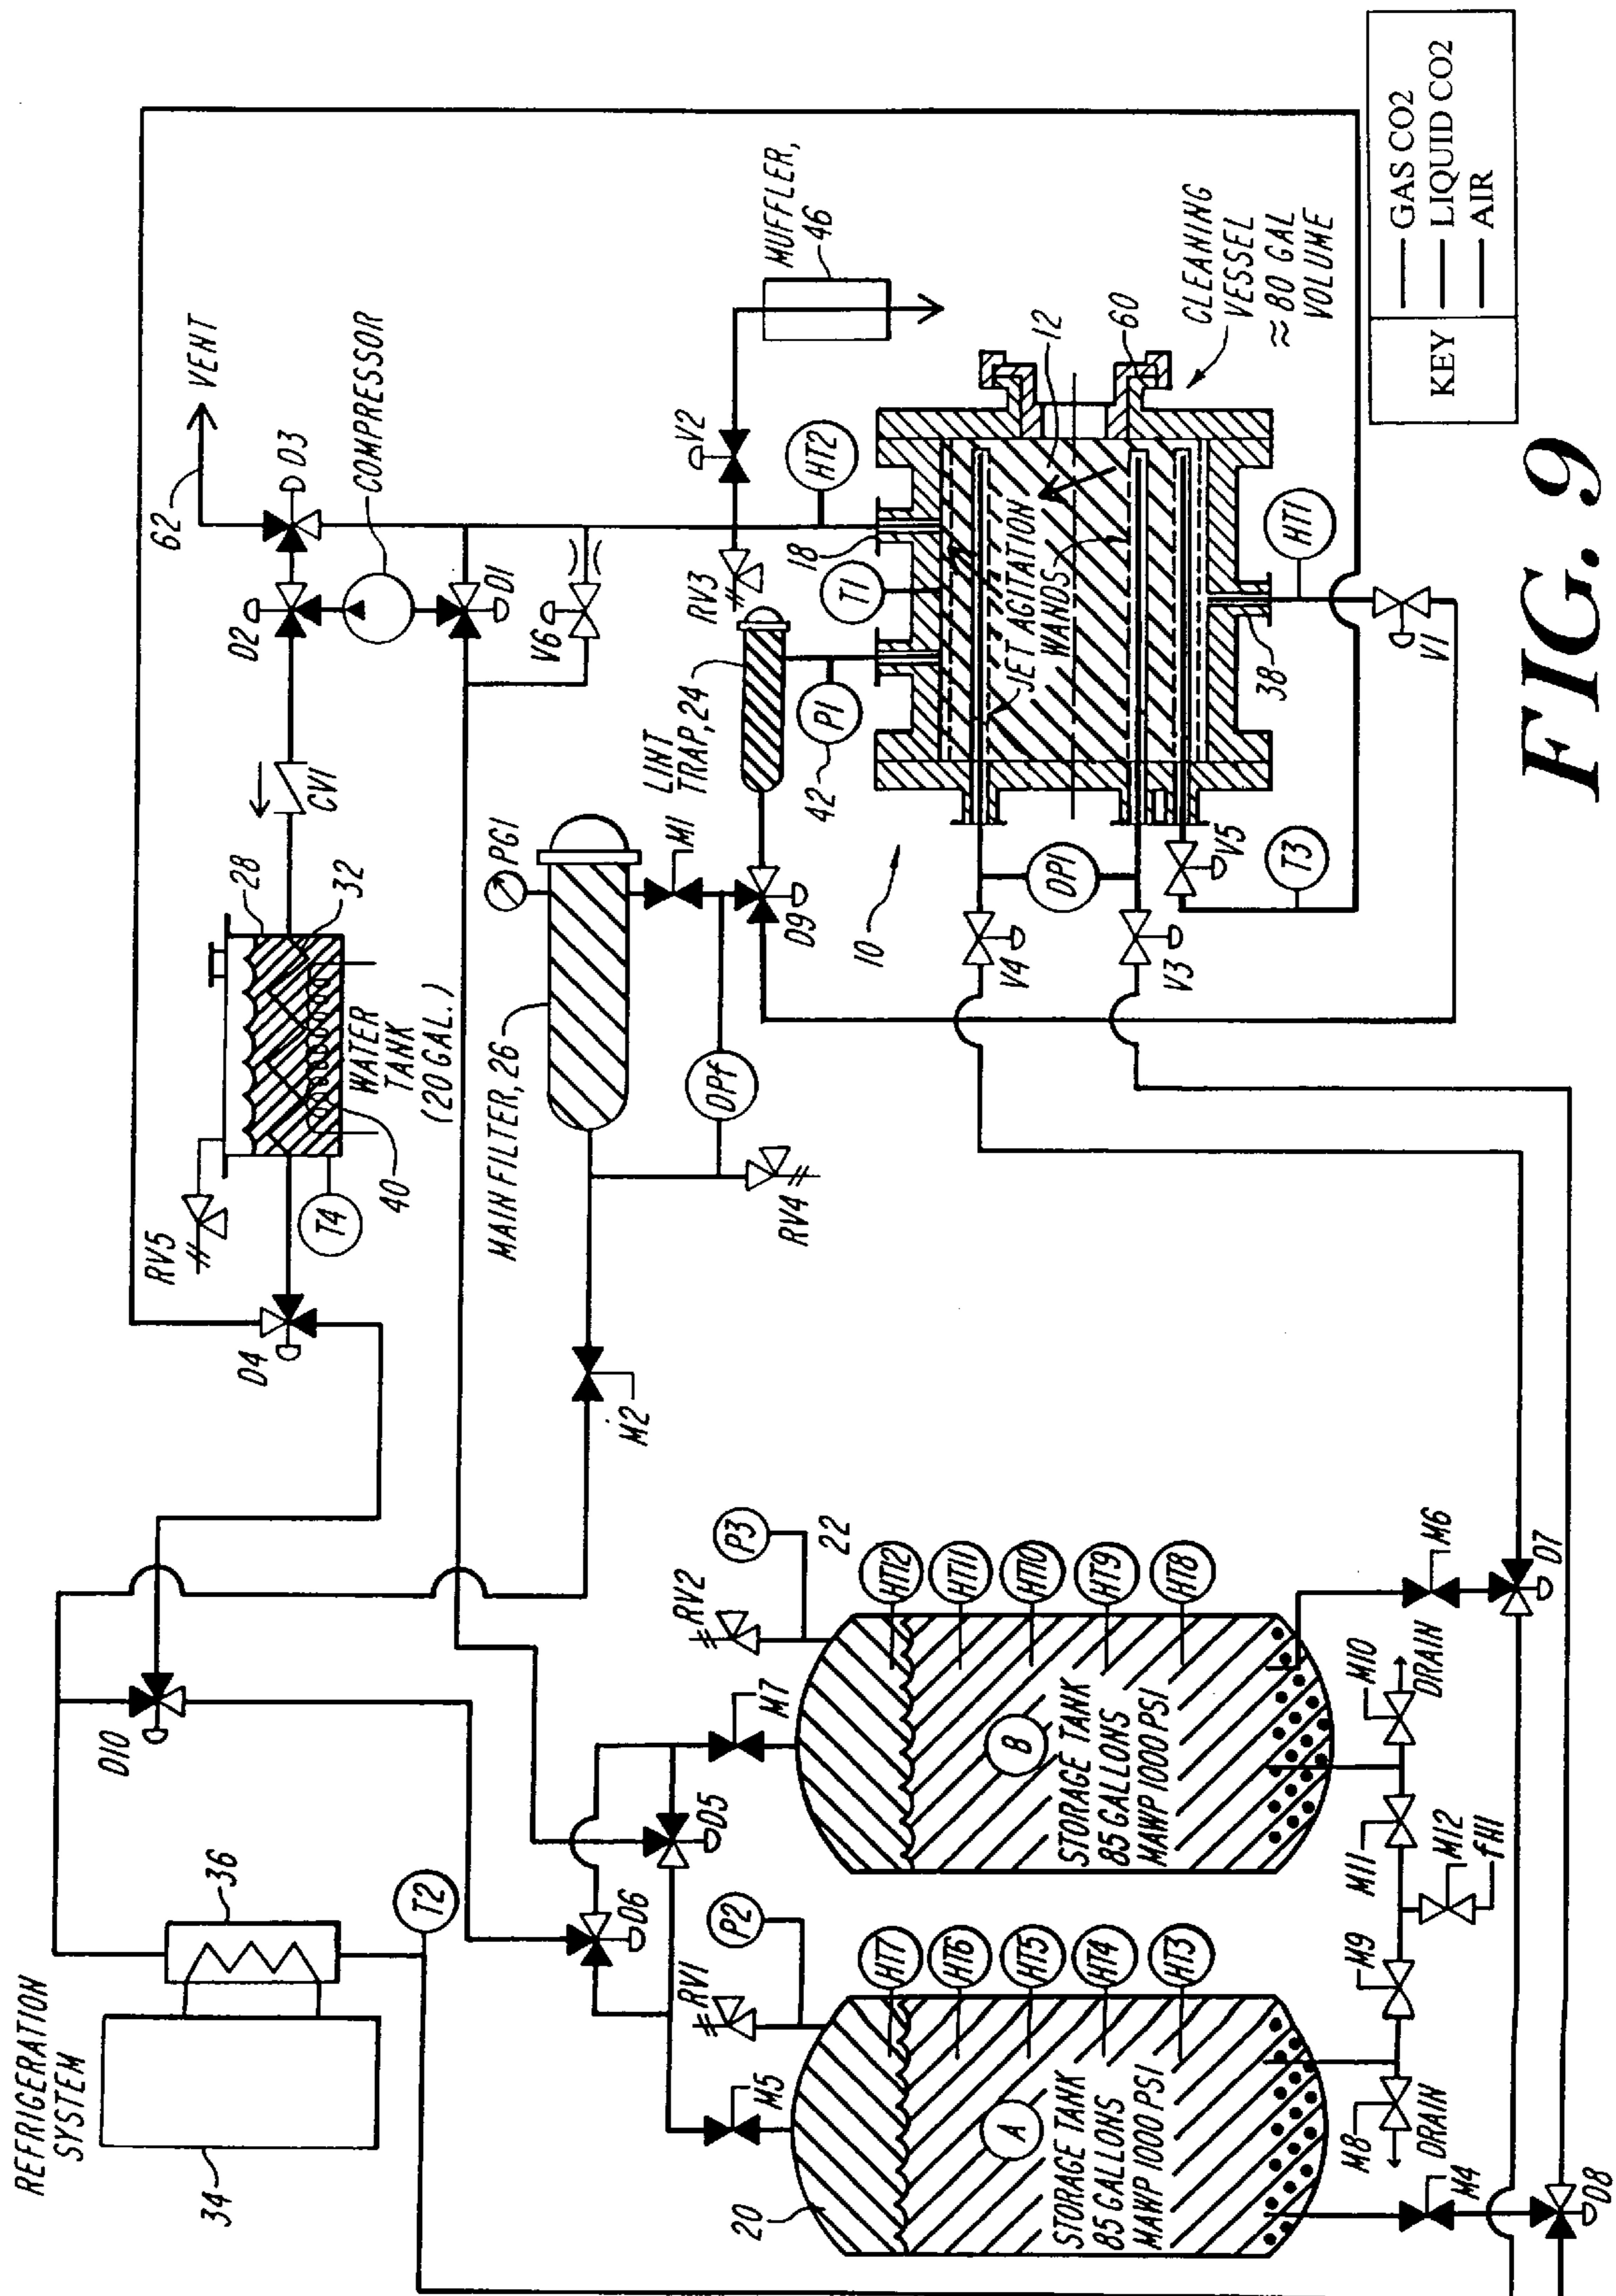 REFRIGERATION
SYSTEM
34
36
T2
D10
D4
RV5
T4
40
WATER
TANK
(20 GAL.)
28
32
CV1
D2
62
VENT
D3
COMPRESSOR
D1
V6
MAIN FILTER, 26
PG1
M1
LINT
TRAP, 24
DPf
RV4
M2
D9
RV3
V2
MUFFLER,
46
HT2
18
T1
P1
42
12
60
JET AGITATION
WANDS
CLEANING
VESSEL
≈ 80 GAL
VOLUME
10
DP1
V4
V3
V5
T3
38
HT1
V1
D6
D5
M5
RV1
P2
M7
RV2
P3
22
20
HT7
HT6
HT5
HT4
HT3
A
STORAGE TANK
85 GALLONS
MAWP 1000 PSI
HT12
HT11
HT10
HT9
HT8
B
STORAGE TANK
85 GALLONS
MAWP 1000 PSI
M8
DRAIN
M9
M11
M12
fH1
M10
DRAIN
M4
D8
M6
D7
KEY
GAS CO2
LIQUID CO2
AIR
FIG. 9